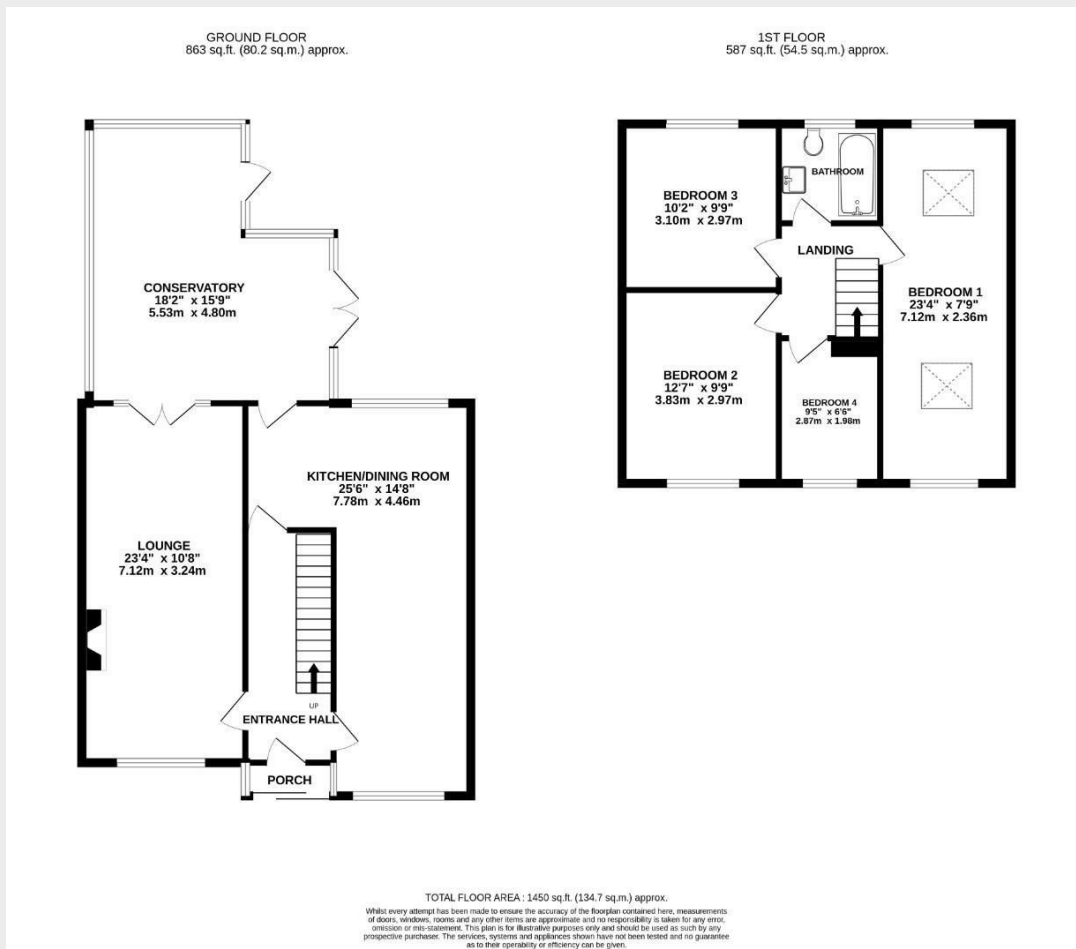 GROUND FLOOR
863 sq.ft. (80.2 sq.m.) approx.
1ST FLOOR
587 sq.ft. (54.5 sq.m.) approx.
CONSERVATORY
18'2" x 15'9"
5.53m x 4.80m
KITCHEN/DINING ROOM
25'6" x 14'8"
7.78m x 4.46m
LOUNGE
23'4" x 10'8"
7.12m x 3.24m
UP
ENTRANCE HALL
PORCH
BATHROOM
BEDROOM 3
10'2" x 9'9"
3.10m x 2.97m
LANDING
BEDROOM 1
23'4" x 7'9"
7.12m x 2.36m
BEDROOM 2
12'7" x 9'9"
3.83m x 2.97m
BEDROOM 4
9'5" x 6'6"
2.87m x 1.98m
TOTAL FLOOR AREA : 1450 sq.ft. (134.7 sq.m.) approx.
Whilst every attempt has been made to ensure the accuracy of the floorplan contained here, measurements
of doors, windows, rooms and any other items are approximate and no responsibility is taken for any error,
omission or mis-statement. This plan is for illustrative purposes only and should be used as such by any
prospective purchaser. The services, systems and appliances shown have not been tested and no guarantee
as to their operability or efficiency can be given.